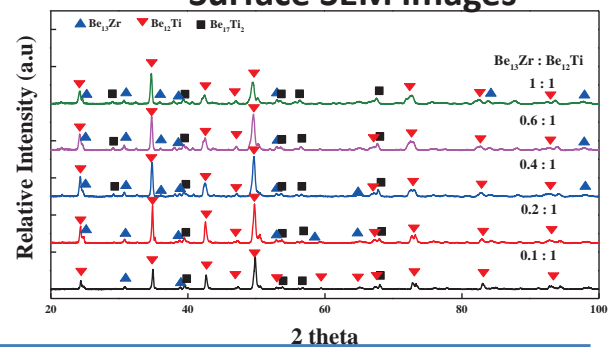 Surface SEM images
Be13Zr Be12Ti Be17Ti2
Be13Zr : Be12Ti
1 : 1
0.6 : 1
0.4 : 1
0.2 : 1
0.1 : 1
Relative Intensity (a.u)
20 40 60 80 100
2 theta